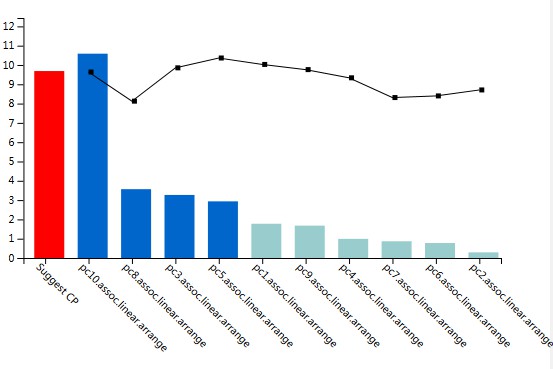 12
11
10
9
8
7
6
5
4
3
2
1
0
Suggest CP
pc10.assoc.linear.arrange
pc8.assoc.linear.arrange
pc3.assoc.linear.arrange
pc5.assoc.linear.arrange
pc1.assoc.linear.arrange
pc9.assoc.linear.arrange
pc4.assoc.linear.arrange
pc7.assoc.linear.arrange
pc6.assoc.linear.arrange
pc2.assoc.linear.arrange